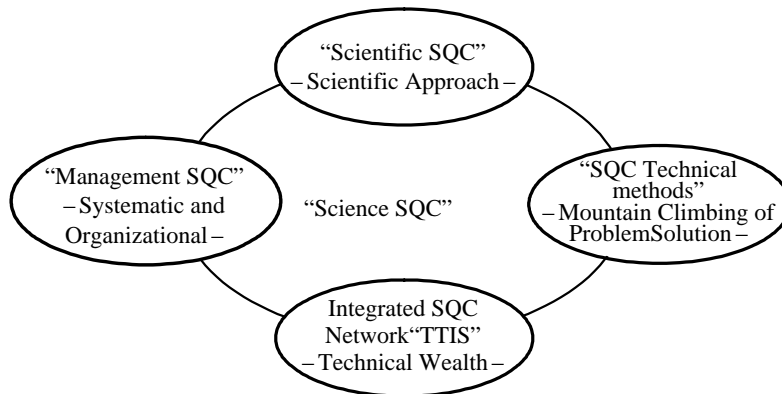 “Scientific SQC”
– Scientific Approach –
“Management SQC”
– Systematic and
Organizational –
“Science SQC”
“SQC Technical
methods”
– Mountain Climbing of
ProblemSolution –
Integrated SQC
Network“TTIS”
– Technical Wealth –